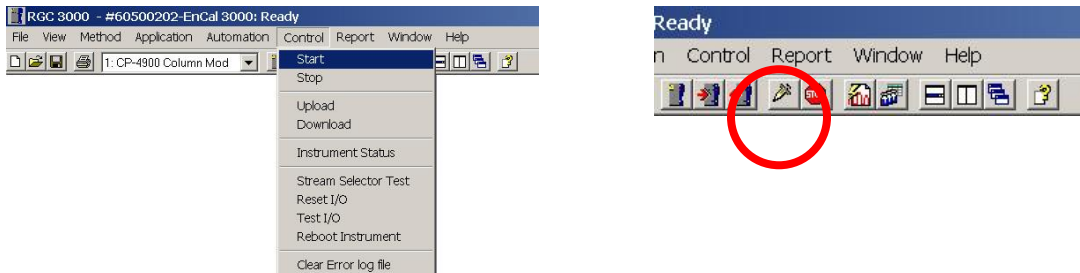 RGC 3000 - #60500202-EnCal 3000: Ready
File View Method Application Automation Control Report Window Help
1: CP-4900 Column Mod
Start
Stop
Upload
Download
Instrument Status
Stream Selector Test
Reset I/O
Test I/O
Reboot Instrument
Clear Error log file
Ready
n Control Report Window Help
STOP